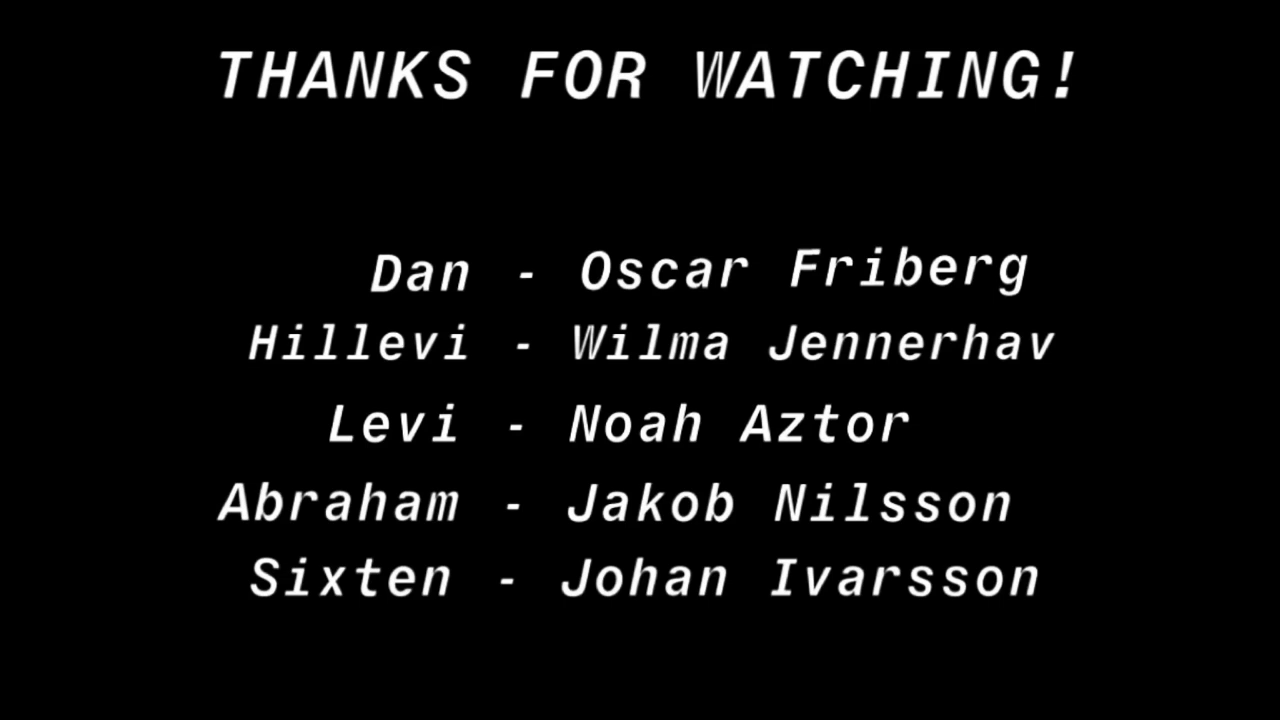 THANKS FOR WATCHING!
Dan - Oscar Friberg
Hillevi - Wilma Jennerhav
Levi - Noah Aztor
Abraham - Jakob Nilsson
Sixten - Johan Ivarsson